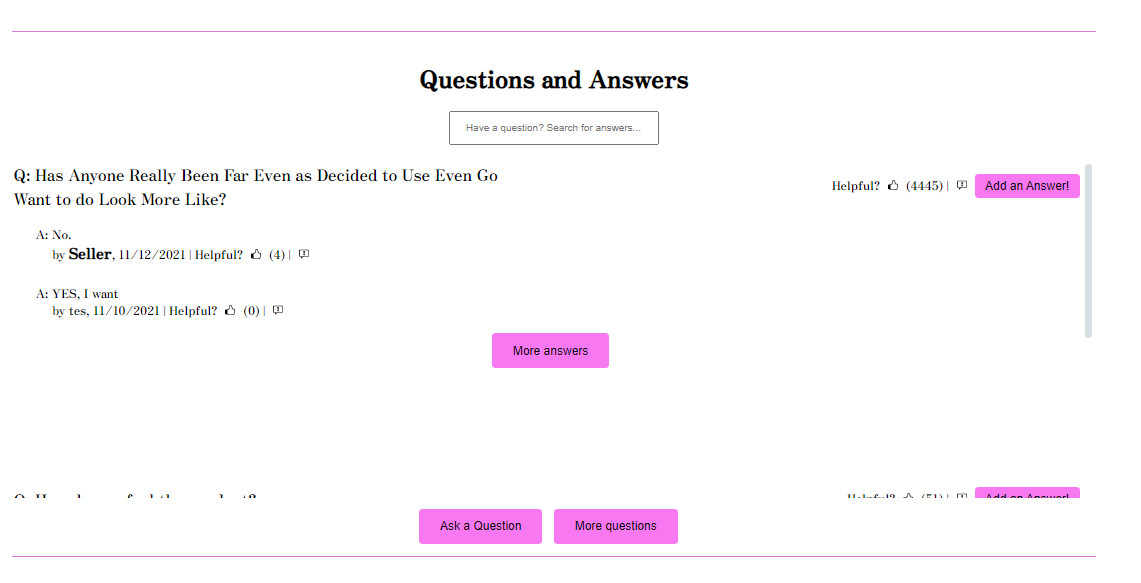 Questions and Answers
Have a question? Search for answers...
Q: Has Anyone Really Been Far Even as Decided to Use Even Go
Want to do Look More Like?
Helpful? (4445) |
Add an Answer!
A: No.
by Seller, 11/12/2021 | Helpful? (4) |
A: YES, I want
by tes, 11/10/2021 | Helpful? (0) |
More answers
Helpful? (51) |
Add an Answer!
Ask a Question
More questions